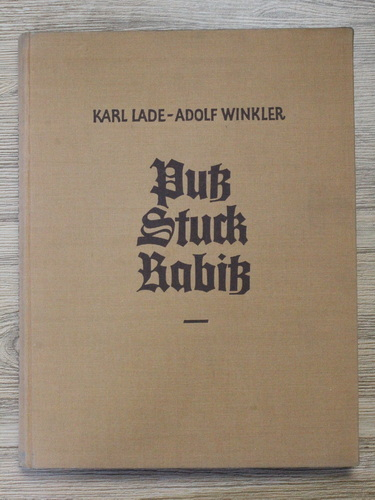 KARL LADE-ADOLF WINKLER
Putz
Stuck
Rabitz